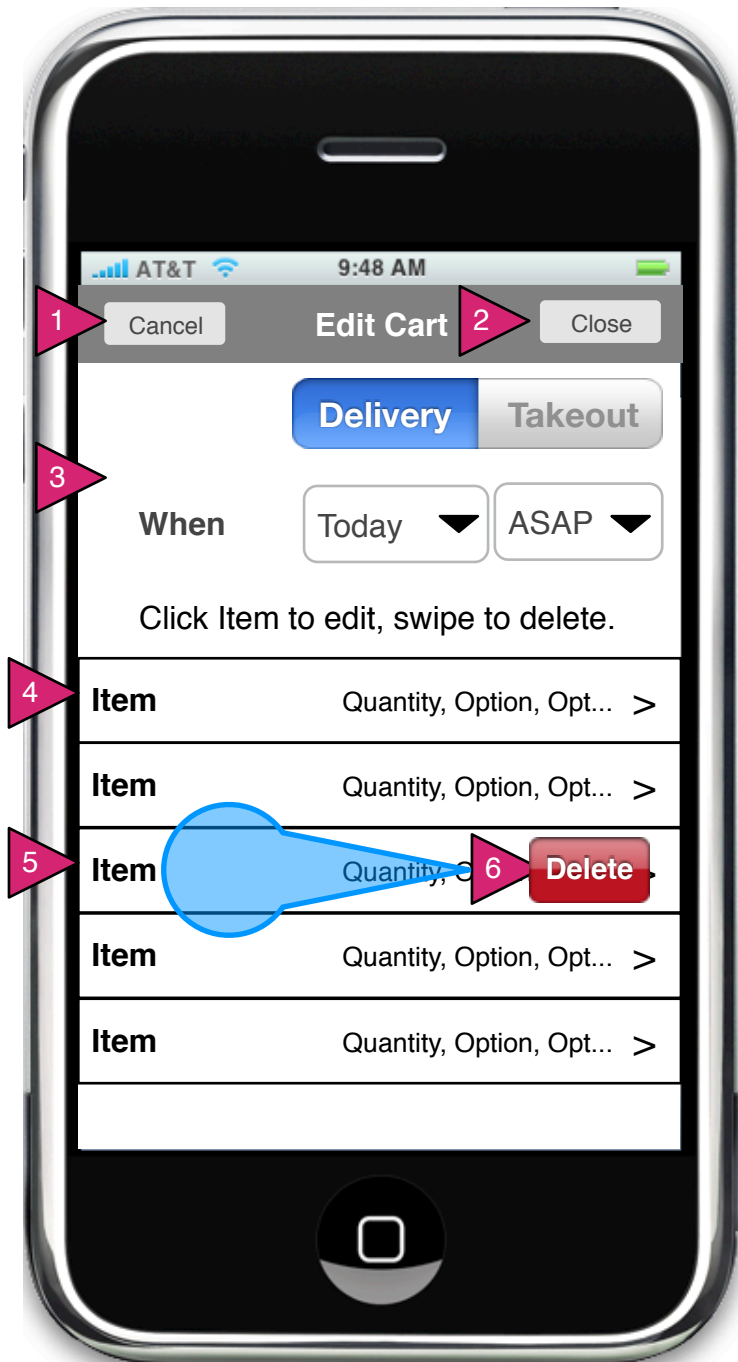 AT&T 9:48 AM
1 Cancel Edit Cart 2 Close
Delivery Takeout
3
When Today ASAP
Click Item to edit, swipe to delete.
4 Item Quantity, Option, Opt... >
Item Quantity, Option, Opt... >
5 Item Quantity, O 6 Delete
Item Quantity, Option, Opt... >
Item Quantity, Option, Opt... >